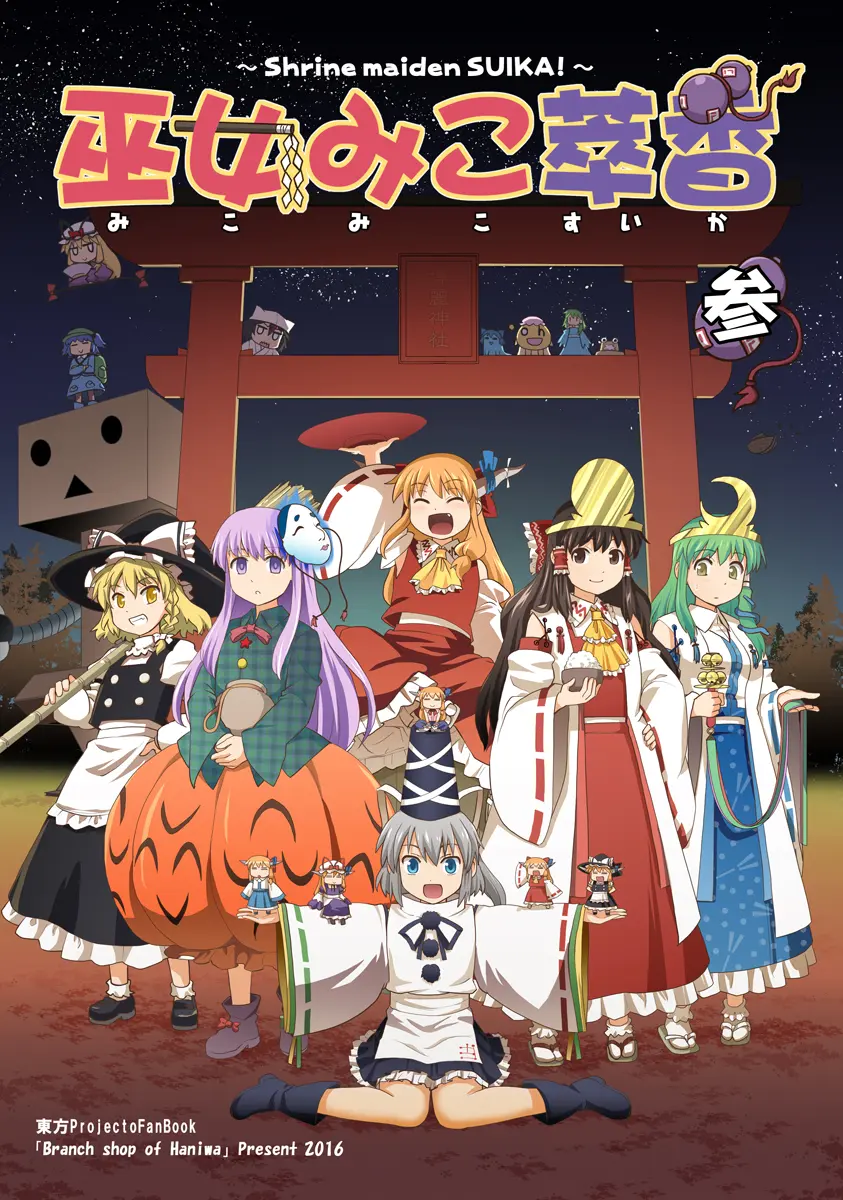 ~ Shrine maiden SUIKA! ~
巫女みこ萃香
みこみこすいか
参
神社
東方ProjectoFanBook
「Branch shop of Haniwa」 Present 2016